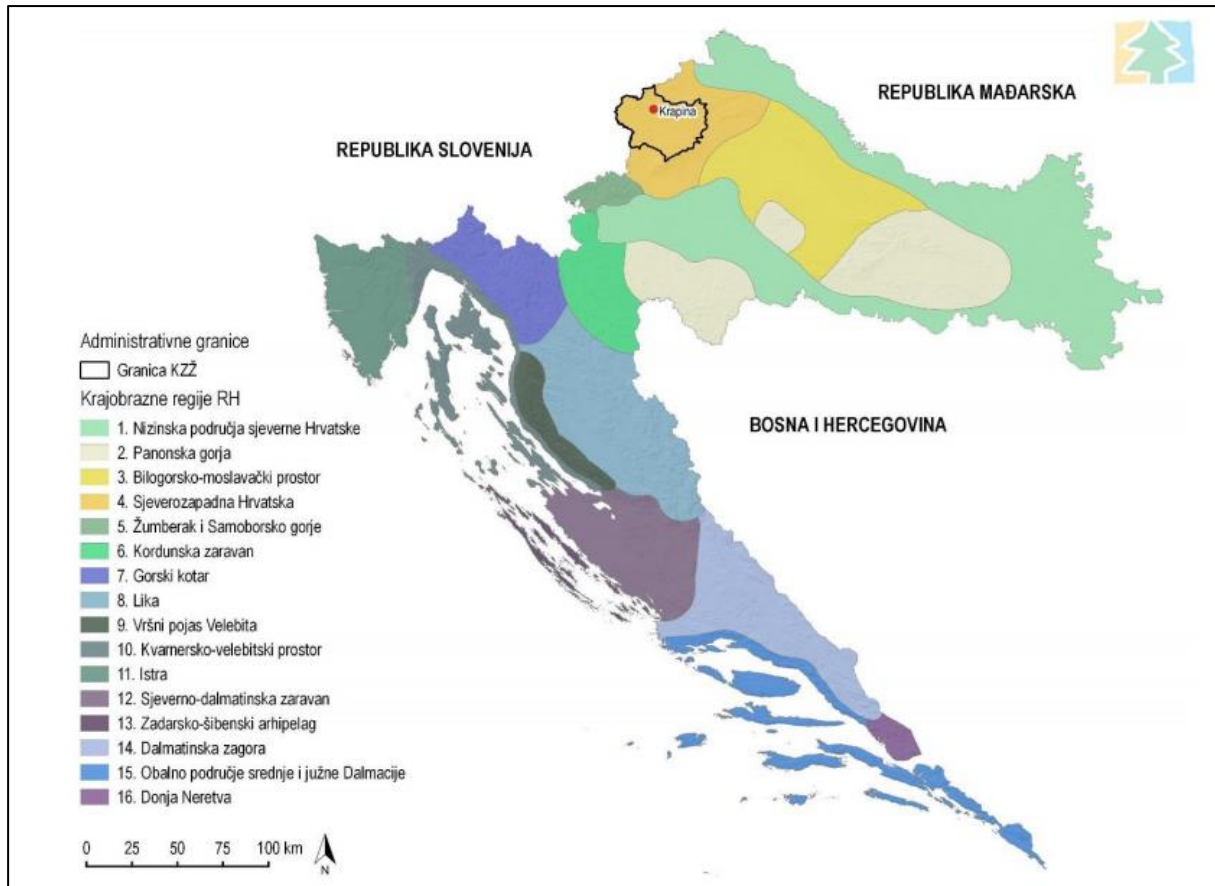 REPUBLIKA MAĐARSKA
Krapina
REPUBLIKA SLOVENIJA
BOSNA I HERCEGOVINA
Administrativne granice
Granica KZŽ
Krajobrazne regije RH
1. Nizinska područja sjeverne Hrvatske
2. Panonska gorja
3. Bilogorsko-moslavački prostor
4. Sjeverozapadna Hrvatska
5. Žumberak i Samoborsko gorje
6. Kordunska zaravan
7. Gorski kotar
8. Lika
9. Vršni pojas Velebita
10. Kvarnersko-velebitski prostor
11. Istra
12. Sjeverno-dalmatinska zaravan
13. Zadarsko-šibenski arhipelag
14. Dalmatinska zagora
15. Obalno područje srednje i južne Dalmacije
16. Donja Neretva
0 25 50 75 100 km
N